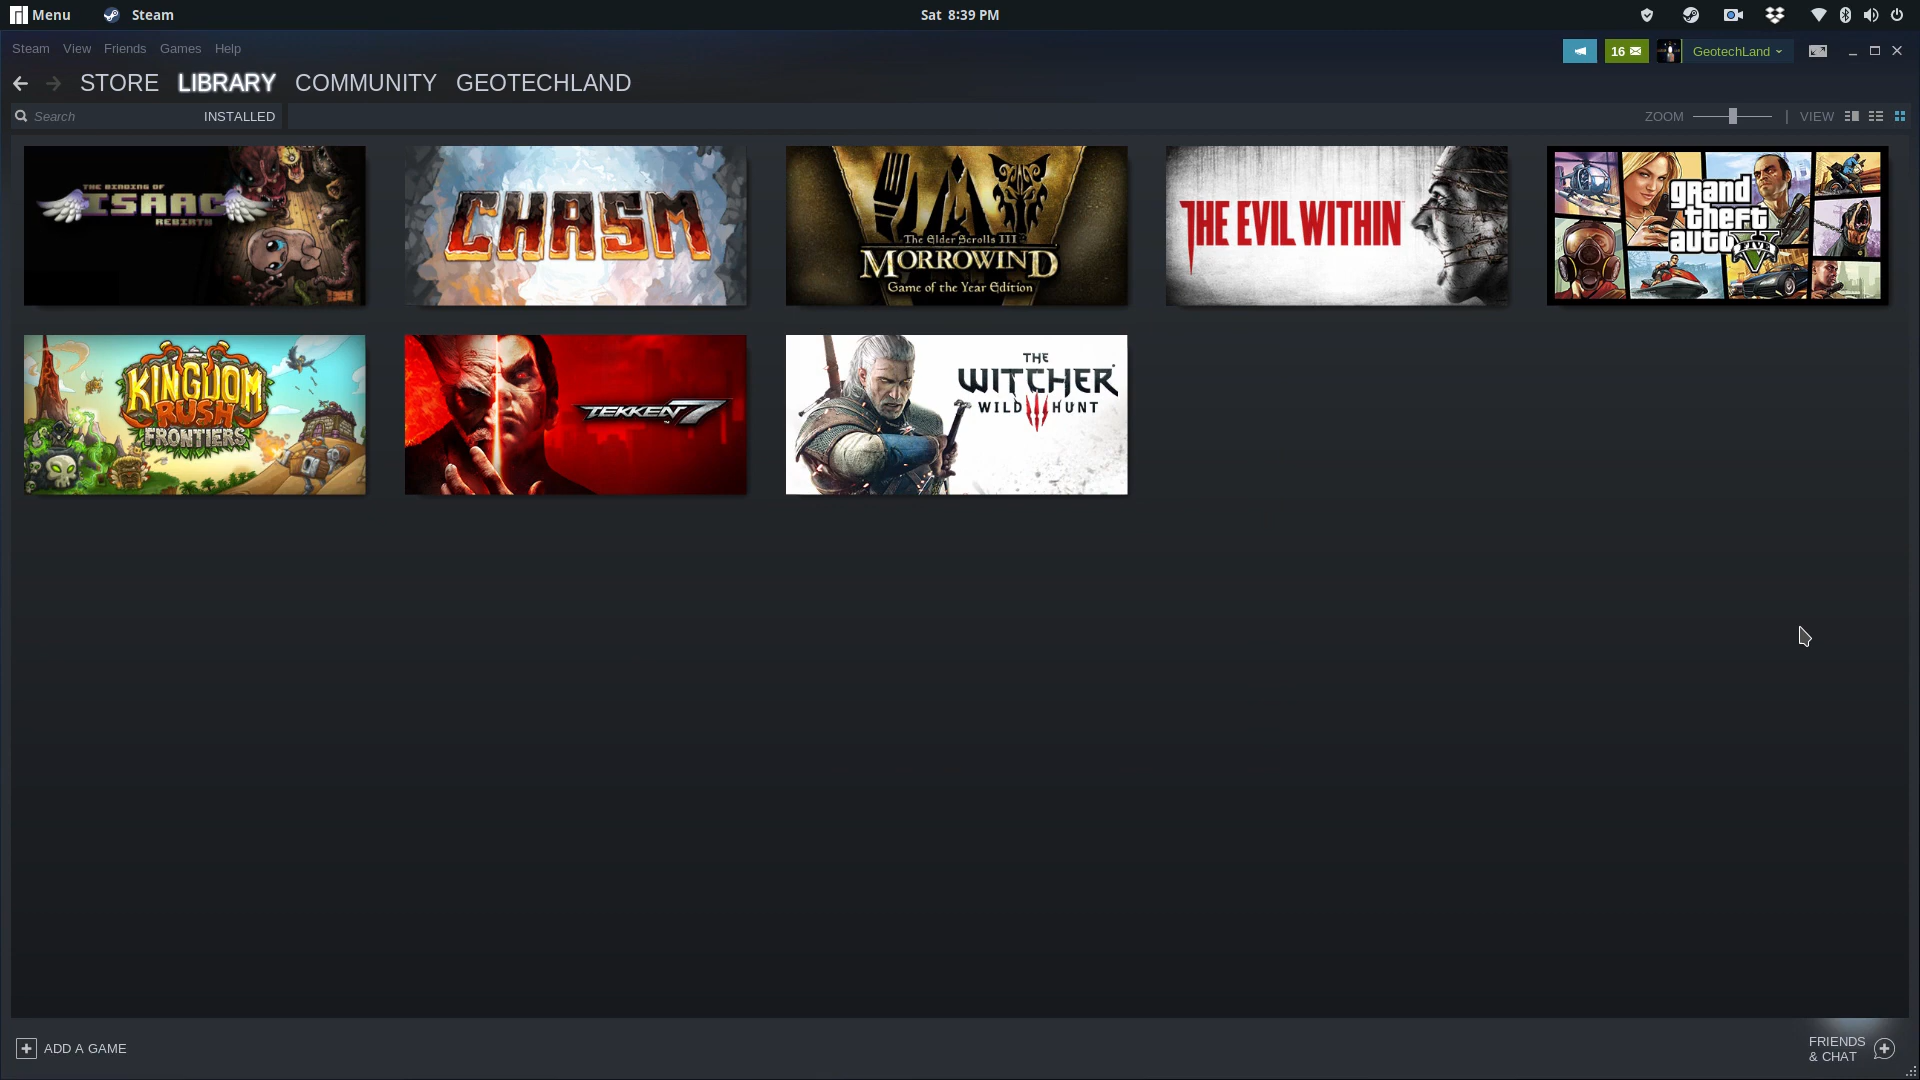 Menu Steam Sat 8:39 PM
Steam View Friends Games Help
16 GeotechLand
STORE LIBRARY COMMUNITY GEOTECHLAND
Search INSTALLED ZOOM | VIEW
THE BINDING OF
ISAAC
REBIRTH
CHASM
The Elder Scrolls III
MORROWIND
Game of the Year Edition
THE EVIL WITHIN
grand
theft
auto
FIVE
V
KINGDOM
RUSH
FRONTIERS
TEKKEN 7
THE
WITCHER
WILD III HUNT
ADD A GAME
FRIENDS
& CHAT